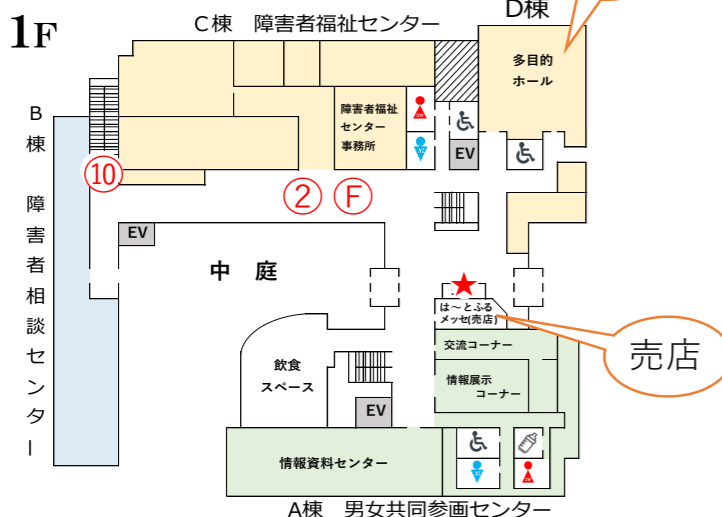 1F
C棟 障害者福祉センター
D棟
多目的
ホール
障害者福祉
センター
事務所
EV
B棟 障害者相談センター
⑩
② Ⓕ
EV
中 庭
★
は～とふる
メッセ(売店)
売店
交流コーナー
飲食
スペース
情報展示
コーナー
EV
情報資料センター
A棟 男女共同参画センター